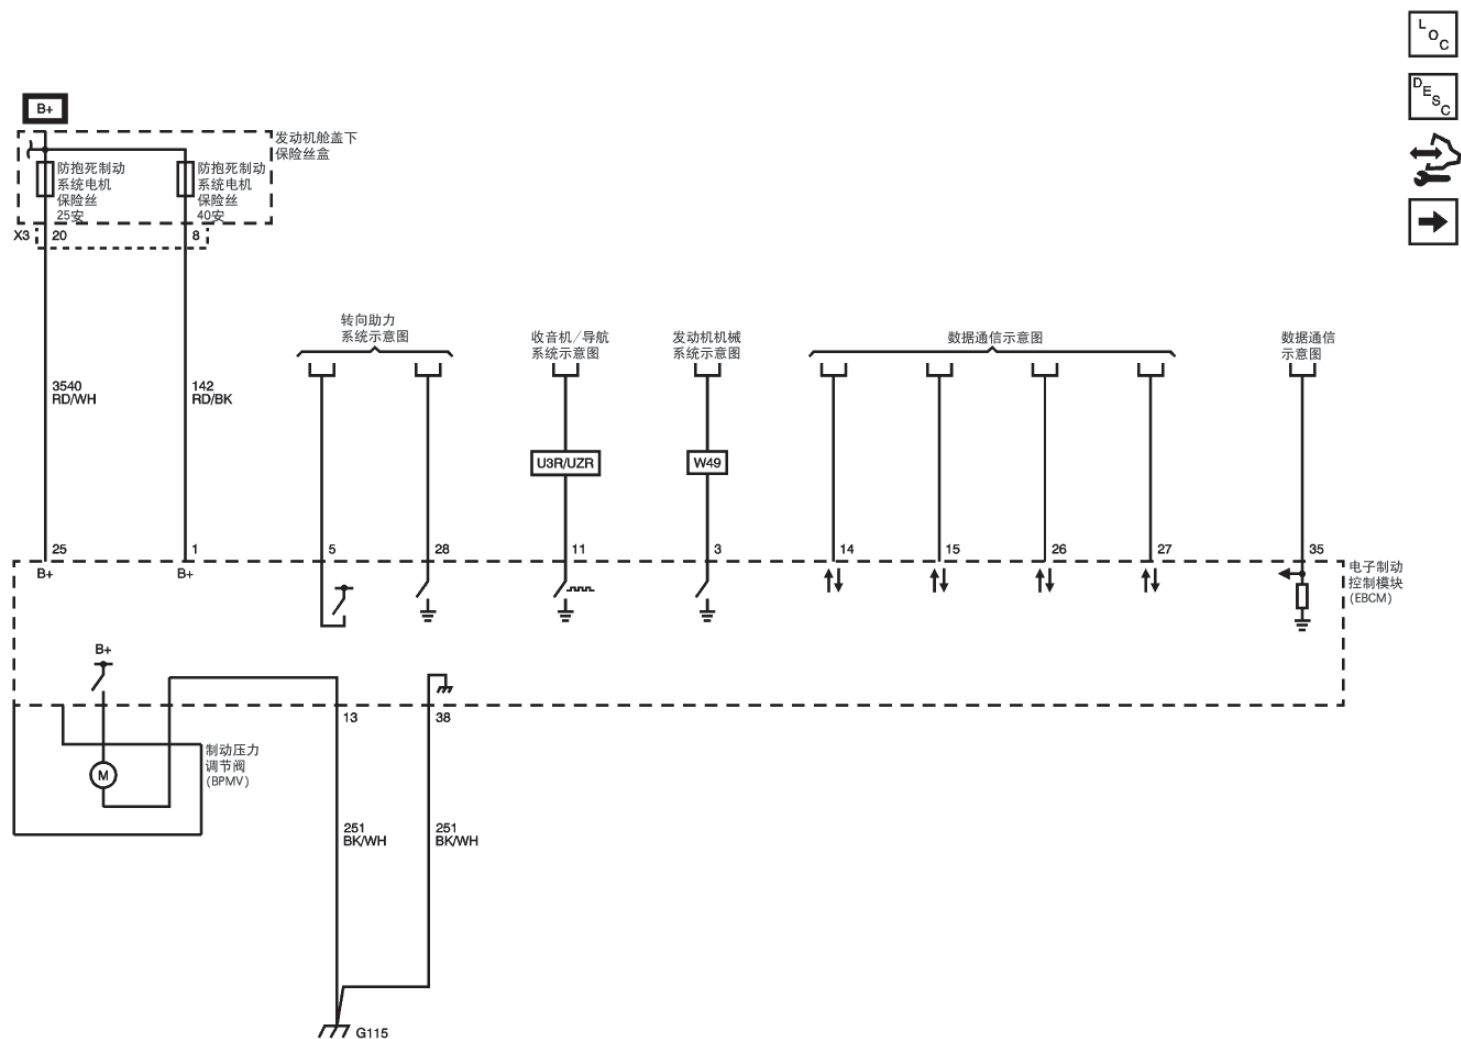 LOC
DESC
B+
发动机舱盖下
保险丝盒
防抱死制动
系统电机
保险丝
25安
防抱死制动
系统电机
保险丝
40安
X3
20
8
3540
RD/WH
142
RD/BK
转向助力
系统示意图
收音机/导航
系统示意图
发动机机械
系统示意图
数据通信示意图
数据通信
示意图
U3R/UZR
W49
25
1
5
28
11
3
14
15
26
27
35
B+
B+
电子制动
控制模块
(EBCM)
B+
13
38
制动压力
调节阀
(BPMV)
M
251
BK/WH
251
BK/WH
G115